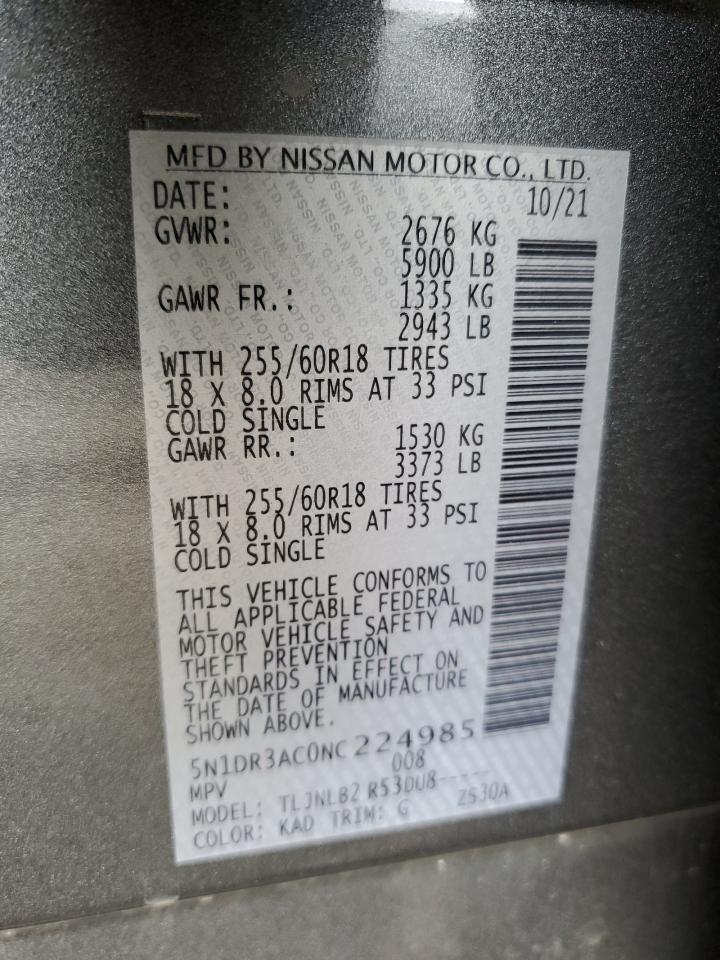 MFD BY NISSAN MOTOR CO., LTD.
DATE: 10/21
GVWR: 2676 KG
5900 LB
GAWR FR.: 1335 KG
2943 LB
WITH 255/60R18 TIRES
18 X 8.0 RIMS AT 33 PSI
COLD SINGLE
GAWR RR.: 1530 KG
3373 LB
WITH 255/60R18 TIRES
18 X 8.0 RIMS AT 33 PSI
COLD SINGLE
THIS VEHICLE CONFORMS TO
ALL APPLICABLE FEDERAL
MOTOR VEHICLE SAFETY AND
THEFT PREVENTION
STANDARDS IN EFFECT ON
THE DATE OF MANUFACTURE
SHOWN ABOVE.
5N1DR3AC0NC224985
MPV 008
MODEL: TLJNLB2 R53DU8-----
COLOR: KAD TRIM: G 2S30A